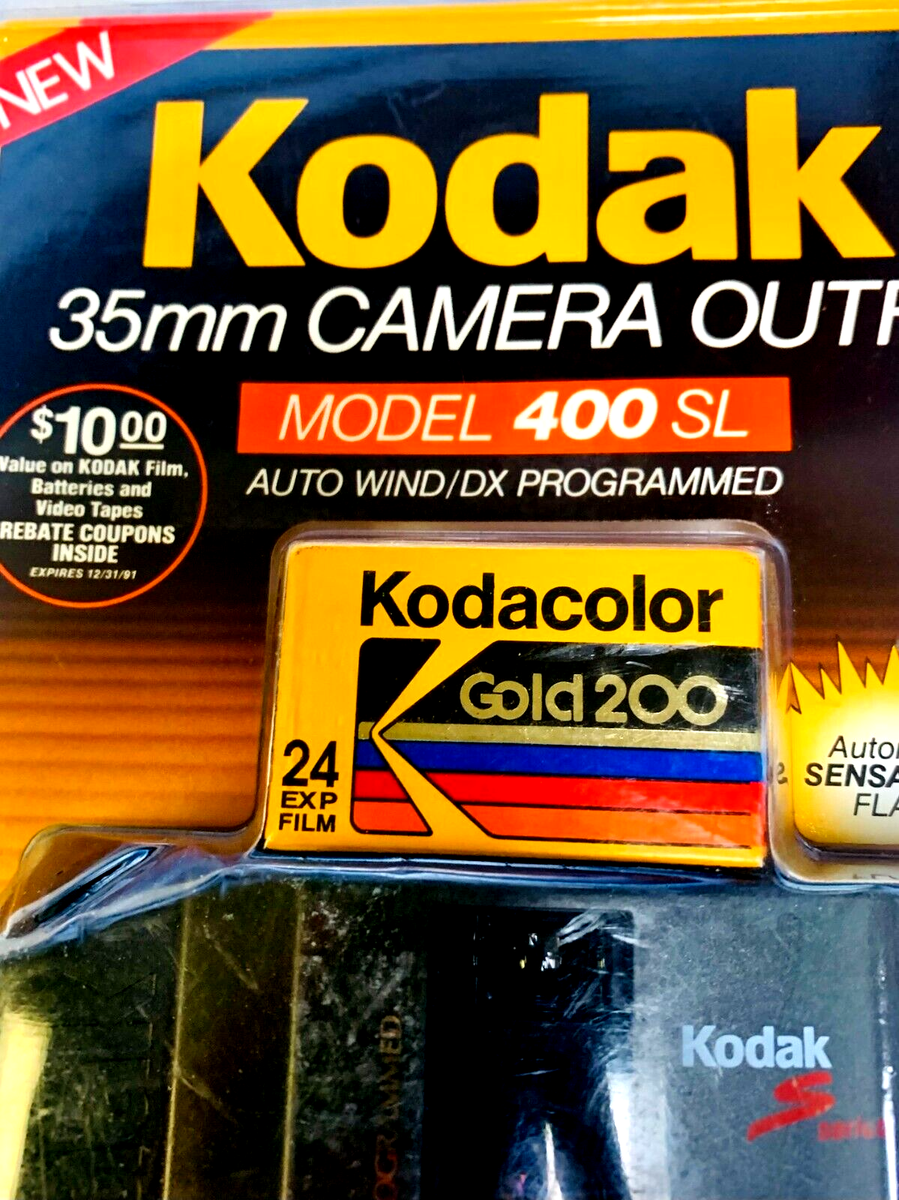 NEW
Kodak
35mm CAMERA OUTF
MODEL 400 SL
AUTO WIND/DX PROGRAMMED
$10.00
Value on KODAK Film,
Batteries and
Video Tapes
REBATE COUPONS
INSIDE
EXPIRES 12/31/91
Kodacolor
Gold 200
24
EXP
FILM
SENSA
FLA
Kodak
S